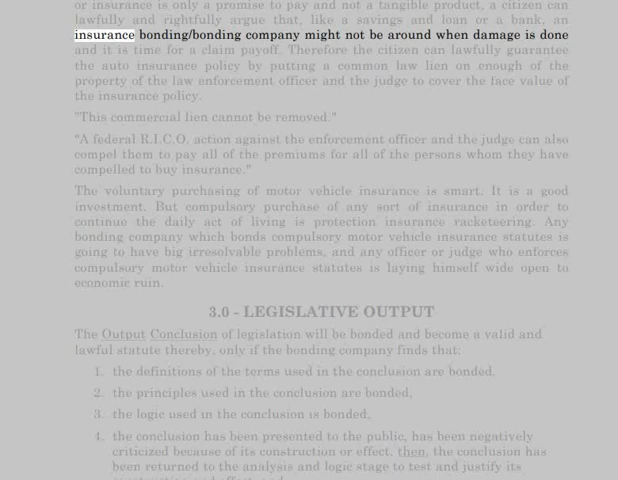 or insurance is only a promise to pay and not a tangible product, a citizen can
lawfully and rightfully argue that, like a savings and loan or a bank, an
insurance bonding/bonding company might not be around when damage is done
and it is time for a claim payoff. Therefore the citizen can lawfully guarantee
the auto insurance policy by putting a common law lien on enough of the
property of the law enforcement officer and the judge to cover the face value of
the insurance policy.
"This commercial lien cannot be removed."
"A federal R.I.C.O. action against the enforcement officer and the judge can also
compel them to pay all of the premiums for all of the persons whom they have
compelled to buy insurance."
The voluntary purchasing of motor vehicle insurance is smart. It is a good
investment. But compulsory purchase of any sort of insurance in order to
continue the daily act of living is protection insurance racketeering. Any
bonding company which bonds compulsory motor vehicle insurance statutes is
going to have big irresolvable problems, and any officer or judge who enforces
compulsory motor vehicle insurance statutes is laying himself wide open to
economic ruin.
3.0 - LEGISLATIVE OUTPUT
The Output Conclusion of legislation will be bonded and become a valid and
lawful statute thereby, only if the bonding company finds that:
1. the definitions of the terms used in the conclusion are bonded,
2. the principles used in the conclusion are bonded,
3. the logic used in the conclusion is bonded,
4. the conclusion has been presented to the public, has been negatively
criticized because of its construction or effect, then, the conclusion has
been returned to the analysis and logic stage to test and justify its